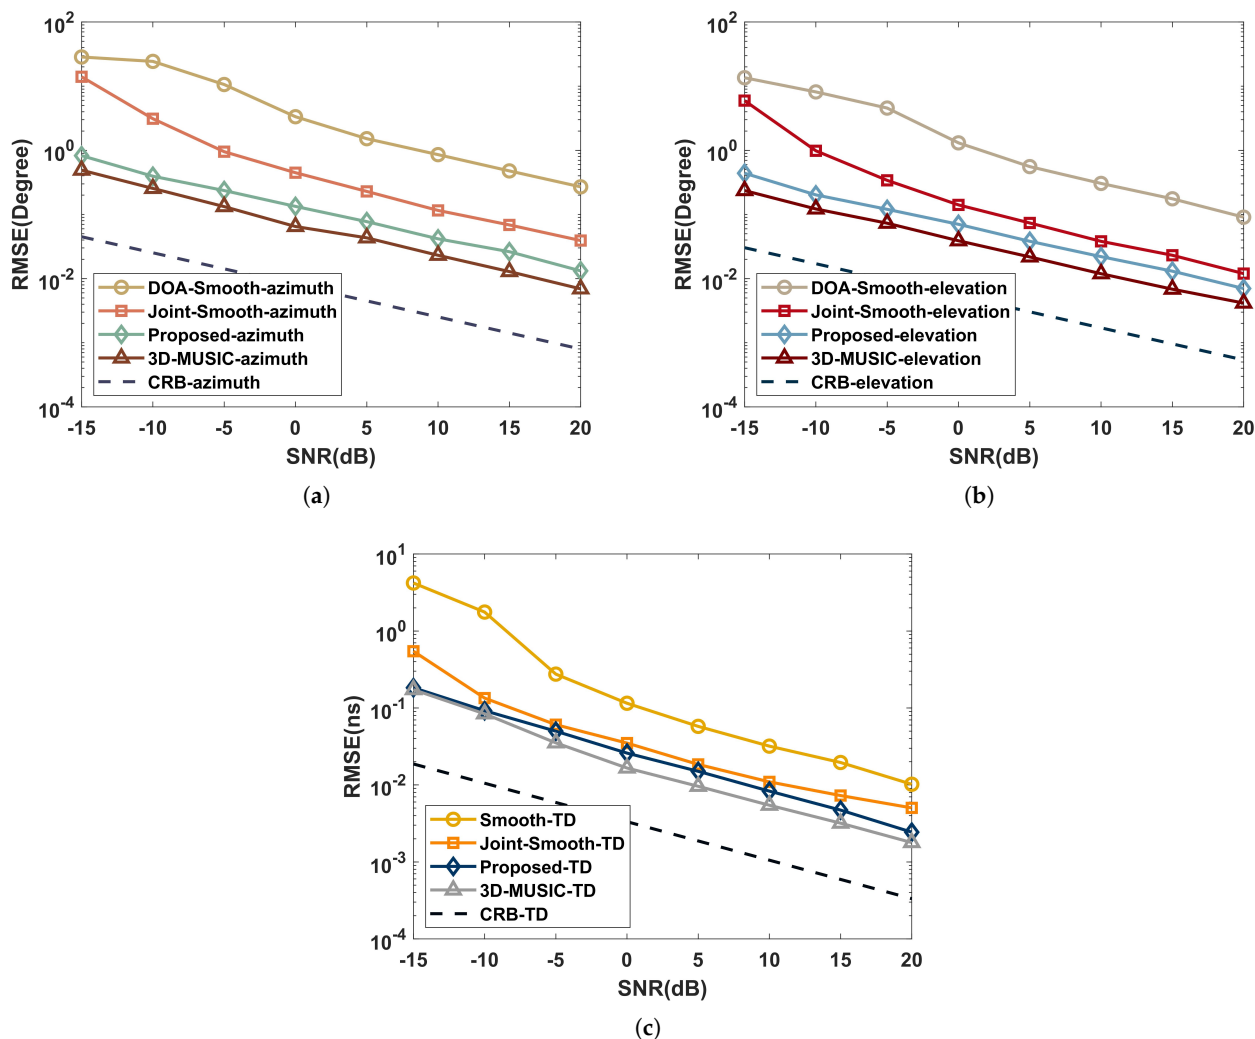 10^2
10^0
10^-2
10^-4
RMSE(Degree)
DOA-Smooth-azimuth
Joint-Smooth-azimuth
Proposed-azimuth
3D-MUSIC-azimuth
CRB-azimuth
-15 -10 -5 0 5 10 15 20
SNR(dB)
(a)
10^2
10^0
10^-2
10^-4
RMSE(Degree)
DOA-Smooth-elevation
Joint-Smooth-elevation
Proposed-elevation
3D-MUSIC-elevation
CRB-elevation
-15 -10 -5 0 5 10 15 20
SNR(dB)
(b)
10^1
10^0
10^-1
10^-2
10^-3
10^-4
RMSE(ns)
Smooth-TD
Joint-Smooth-TD
Proposed-TD
3D-MUSIC-TD
CRB-TD
-15 -10 -5 0 5 10 15 20
SNR(dB)
(c)